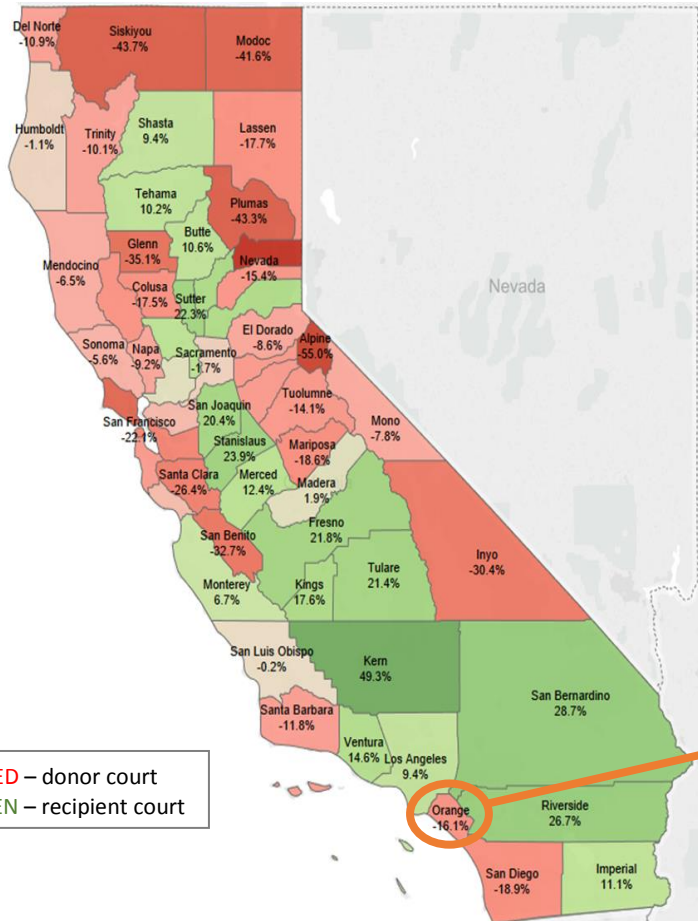 Del Norte
-10.9%
Siskiyou
-43.7%
Modoc
-41.6%
Humboldt
-1.1%
Trinity
-10.1%
Shasta
9.4%
Lassen
-17.7%
Tehama
10.2%
Plumas
-43.3%
Butte
10.6%
Glenn
-35.1%
Mendocino
-6.5%
Nevada
-15.4%
Nevada
Colusa
-17.5%
Sutter
22.3%
El Dorado
-8.6%
Alpine
-55.0%
Sonoma
-5.6%
Napa
-9.2%
Sacramento
-1.7%
Tuolumne
-14.1%
San Joaquin
20.4%
Mono
-7.8%
San Francisco
-22.1%
Stanislaus
23.9%
Mariposa
-18.6%
Santa Clara
-26.4%
Merced
12.4%
Madera
1.9%
Fresno
21.8%
San Benito
-32.7%
Inyo
-30.4%
Tulare
21.4%
Monterey
6.7%
Kings
17.6%
San Luis Obispo
-0.2%
Kern
49.3%
San Bernardino
28.7%
Santa Barbara
-11.8%
Ventura
14.6%
Los Angeles
9.4%
ED – donor court
EN – recipient court
Orange
-16.1%
Riverside
26.7%
San Diego
-18.9%
Imperial
11.1%